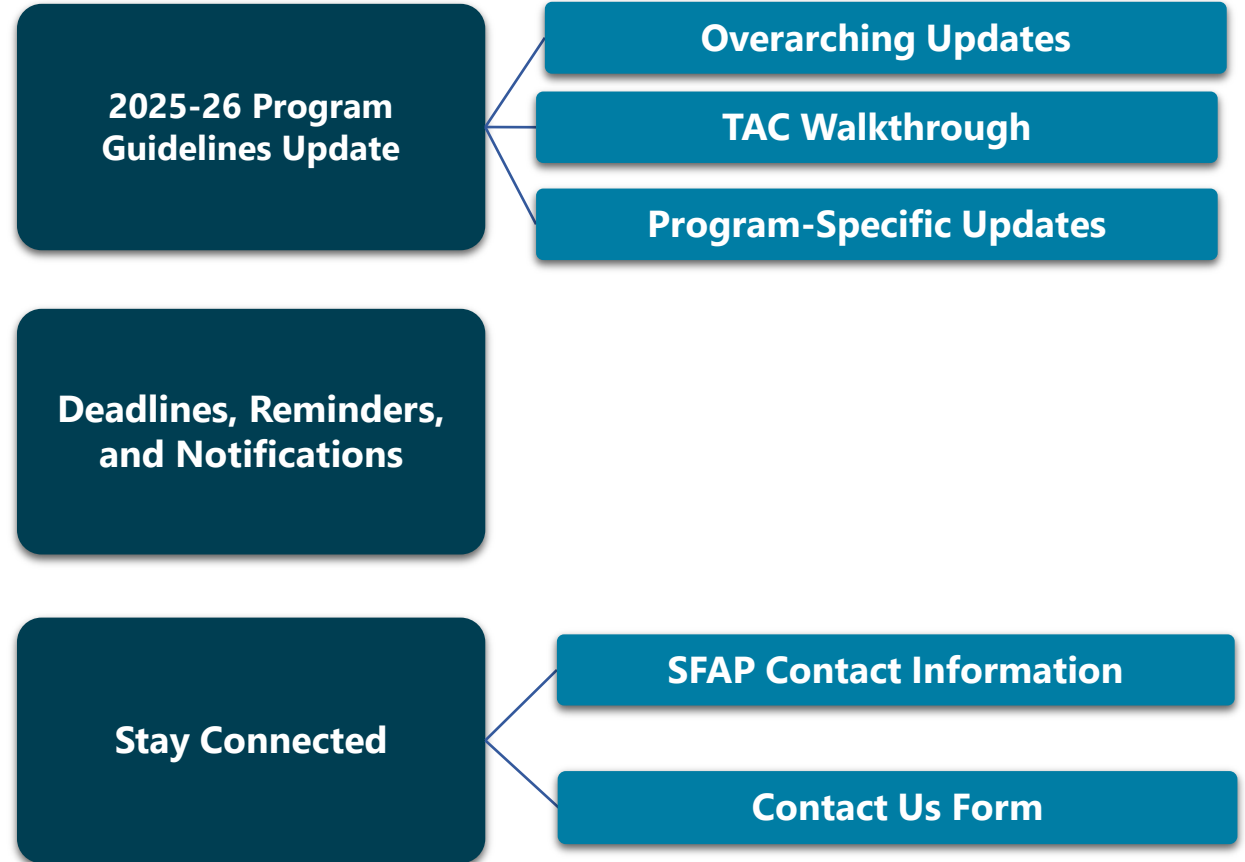 2025-26 Program
Guidelines Update
Overarching Updates
TAC Walkthrough
Program-Specific Updates
Deadlines, Reminders,
and Notifications
Stay Connected
SFAP Contact Information
Contact Us Form